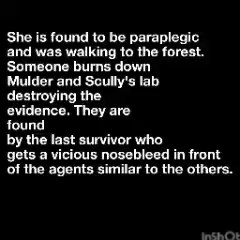 She is found to be paraplegic
and was walking to the forest.
Someone burns down
Mulder and Scully's lab
destroying the
evidence. They are
found
by the last survivor who
gets a vicious nosebleed in front
of the agents similar to the others.
InShO